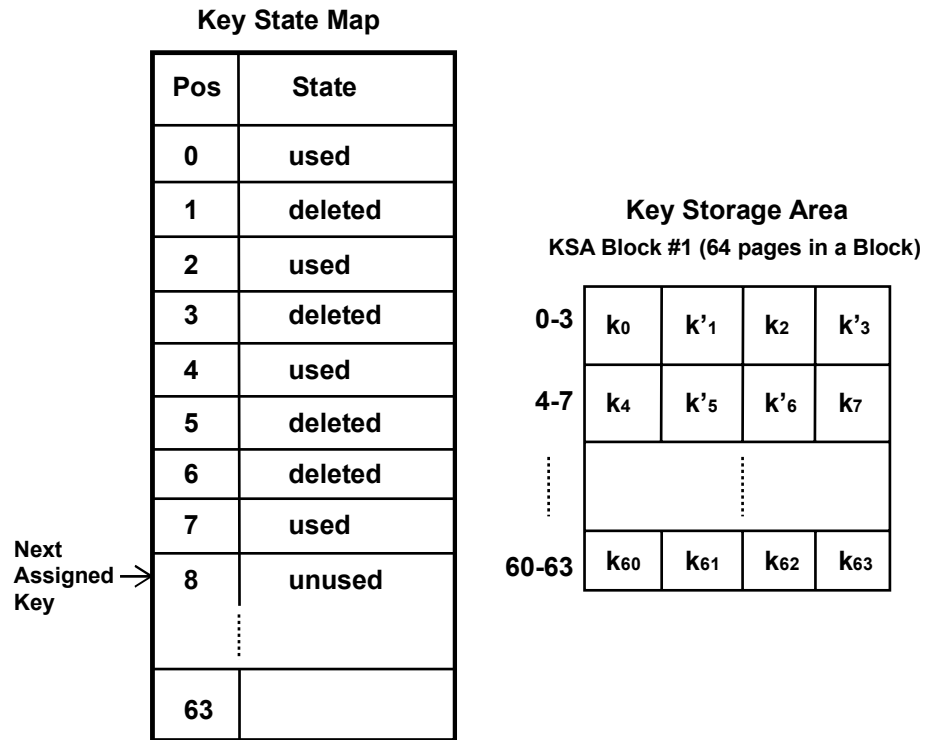 Key State Map
Pos State
0 used
1 deleted
2 used
3 deleted
4 used
5 deleted
6 deleted
7 used
8 unused
63
Next
Assigned
Key
Key Storage Area
KSA Block #1 (64 pages in a Block)
0-3 k0 k’1 k2 k’3
4-7 k4 k’5 k’6 k7
60-63 k60 k61 k62 k63